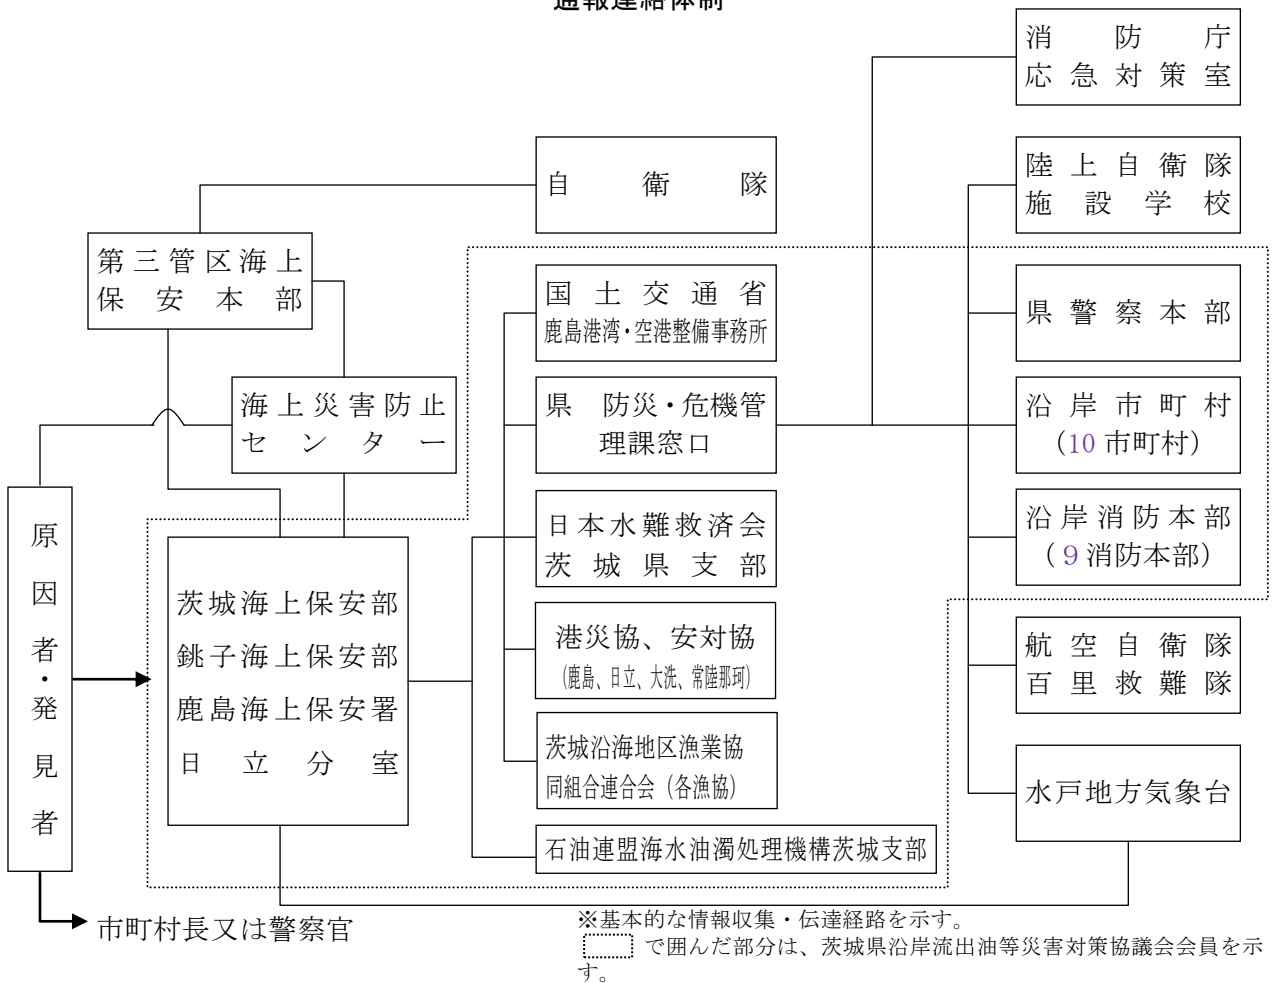 通報連絡体制
消防庁
応急対策室
自衛隊
陸上自衛隊
施設学校
第三管区海上
保安本部
国土交通省
鹿島港湾・空港整備事務所
県警察本部
海上災害防止
センター
県 防災・危機管
理課窓口
沿岸市町村
(10 市町村)
原因者・発見者
日本水難救済会
茨城県支部
沿岸消防本部
(9 消防本部)
茨城海上保安部
銚子海上保安部
鹿島海上保安署
日立分室
港災協、安対協
(鹿島、日立、大洗、常陸那珂)
航空自衛隊
百里救難隊
茨城沿海地区漁業協
同組合連合会(各漁協)
水戸地方気象台
石油連盟海水油濁処理機構茨城支部
市町村長又は警察官
※基本的な情報収集・伝達経路を示す。
で囲んだ部分は、茨城県沿岸流出油等災害対策協議会会員を示
す。